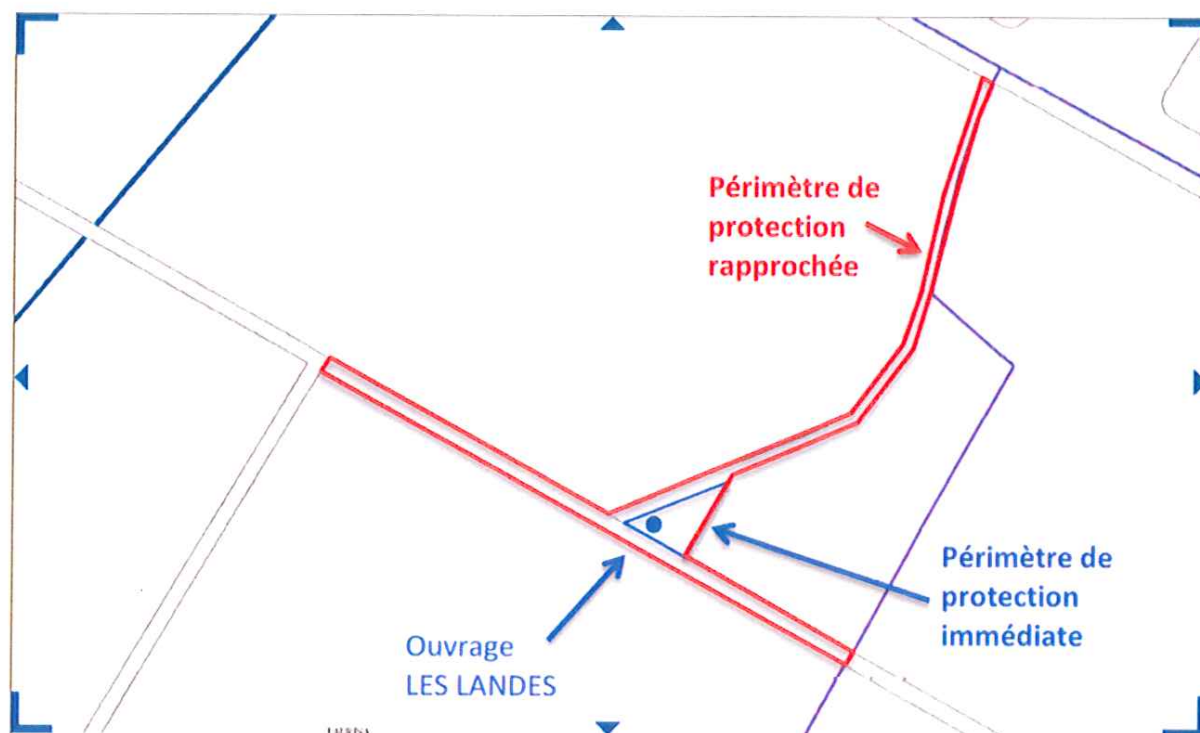 Périmètre de
protection
rapprochée
Périmètre de
protection
immédiate
Ouvrage
LES LANDES